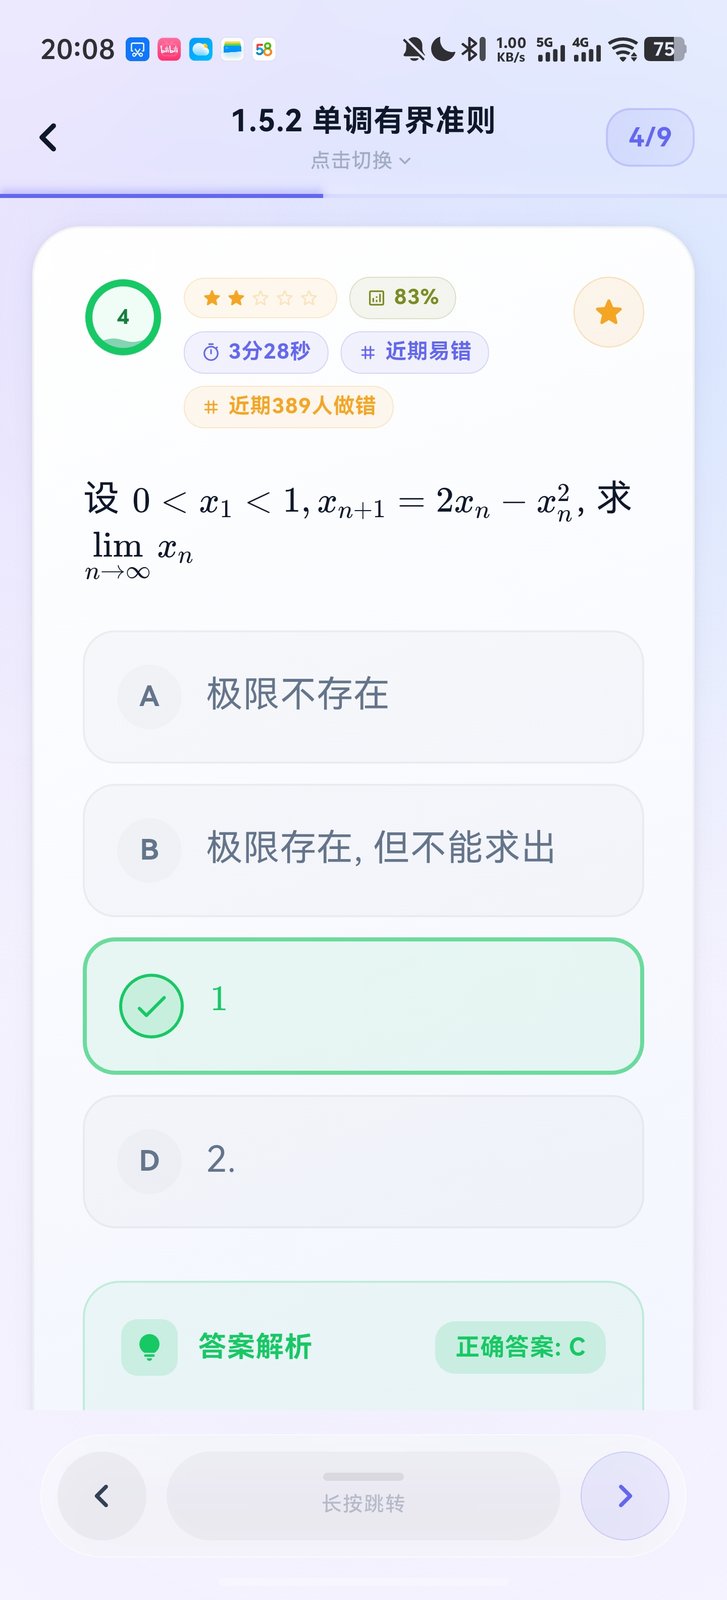 20:08 58 1.00 KB/s 5G 4G 75
1.5.2 单调有界准则
点击切换
4/9
4
83%
3分28秒 # 近期易错
# 近期389人做错
设 0 < x₁ < 1, xₙ₊₁ = 2xₙ − xₙ², 求
lim xₙ
n→∞
A 极限不存在
B 极限存在, 但不能求出
1
D 2.
答案解析 正确答案: C
长按跳转